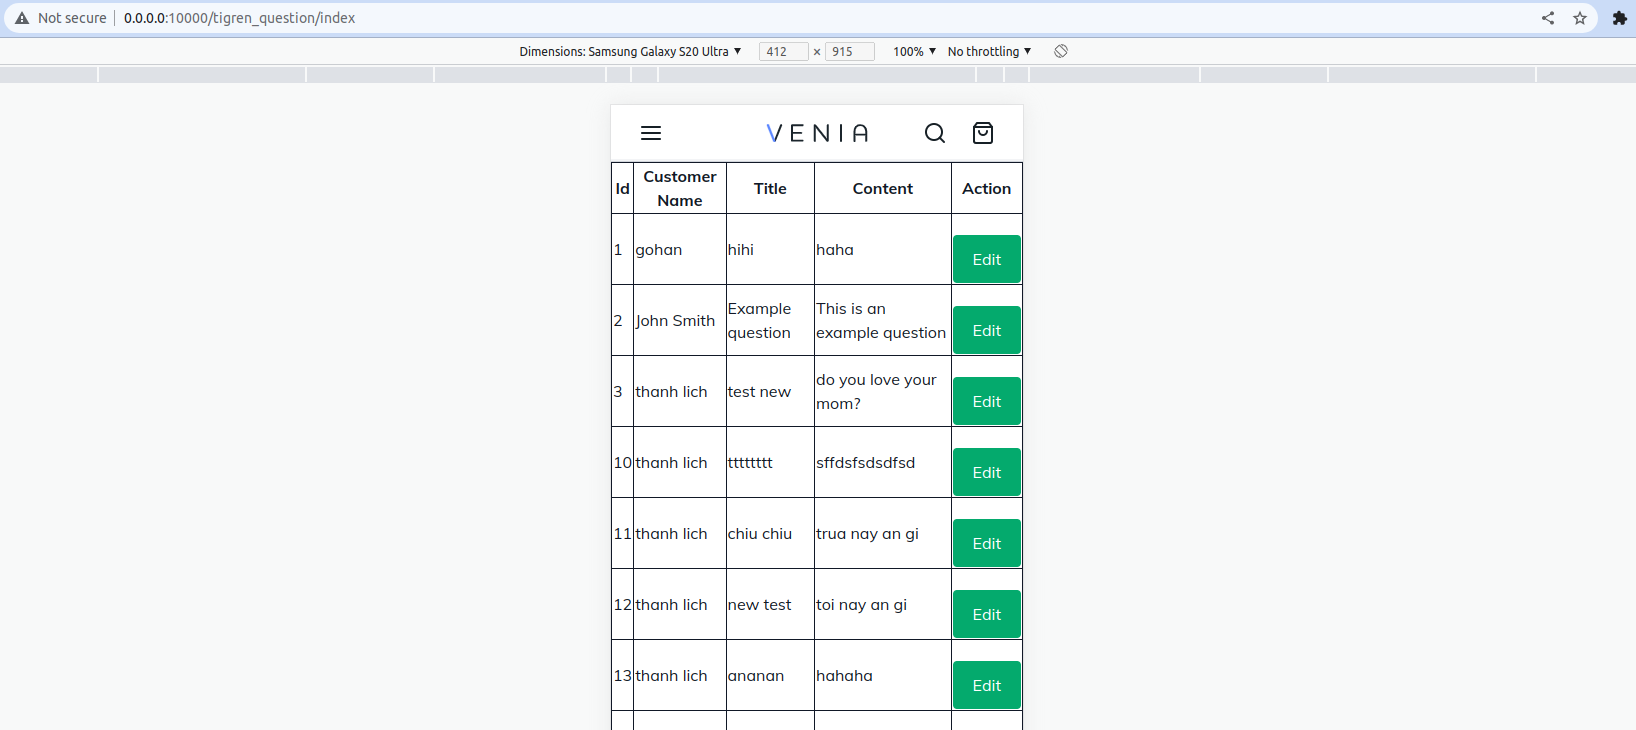 Not secure 0.0.0.0:10000/tigren_question/index
Dimensions: Samsung Galaxy S20 Ultra ▼ 412 × 915 100% ▼ No throttling ▼
VENIA
Id Customer Name Title Content Action
1 gohan hihi haha Edit
2 John Smith Example question This is an example question Edit
3 thanh lich test new do you love your mom? Edit
10 thanh lich tttttttt sffdsfsdsdfsd Edit
11 thanh lich chiu chiu trua nay an gi Edit
12 thanh lich new test toi nay an gi Edit
13 thanh lich ananan hahaha Edit